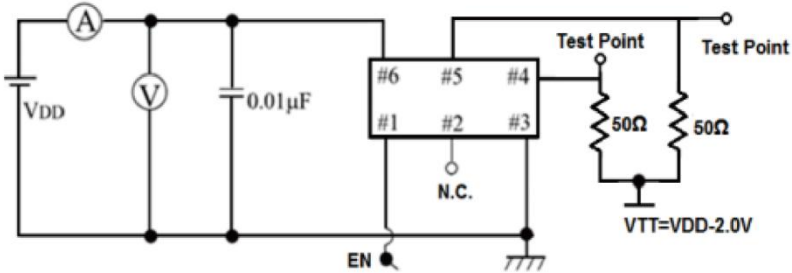 A
Test Point
Test Point
#6 #5 #4
V
VDD
0.01μF
50Ω
50Ω
#1 #2 #3
N.C.
VTT=VDD-2.0V
EN